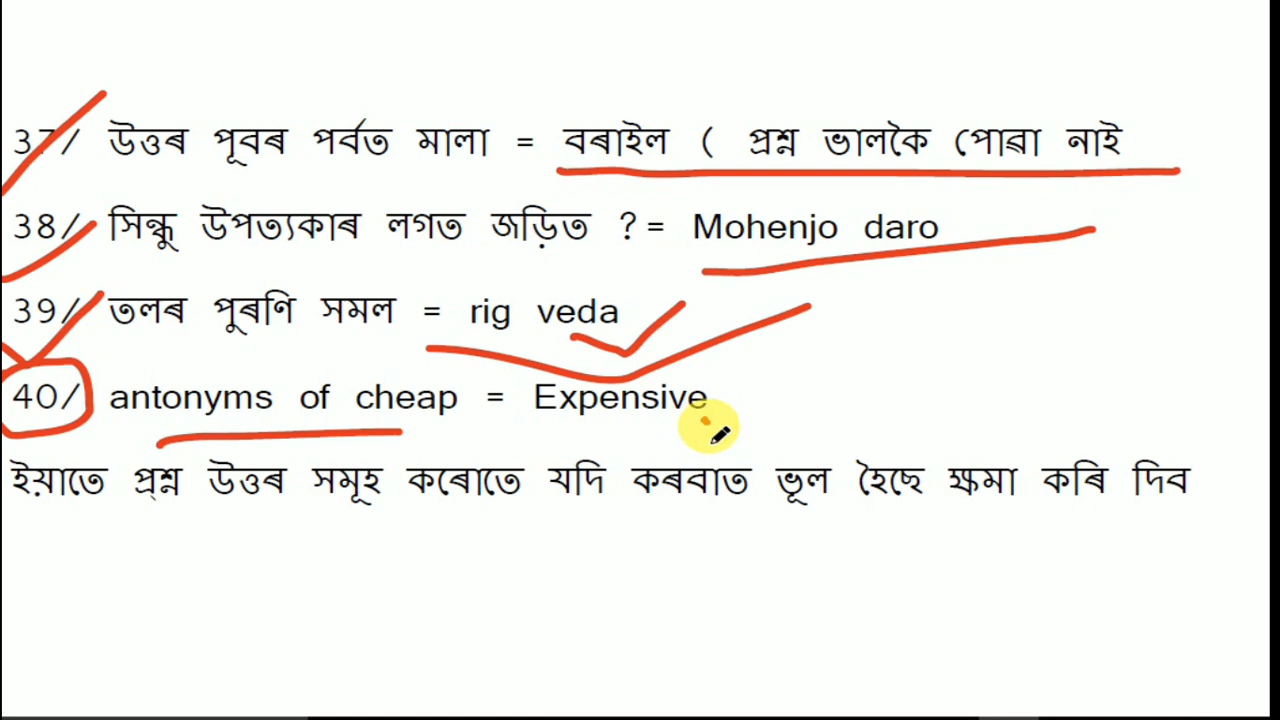 37/ উত্তৰ পূবৰ পৰ্বত মালা = বৰাইল ( প্ৰশ্ন ভালকৈ পোৱা নাই
38/ সিন্ধু উপত্যকাৰ লগত জড়িত ?= Mohenjo daro
39/ তলৰ পুৰণি সমল = rig veda
40/ antonyms of cheap = Expensive
ইয়াতে প্ৰ্শ্ন উত্তৰ সমূহ কৰোতে যদি কৰবাত ভূল হৈছে ক্ষমা কৰি দিব